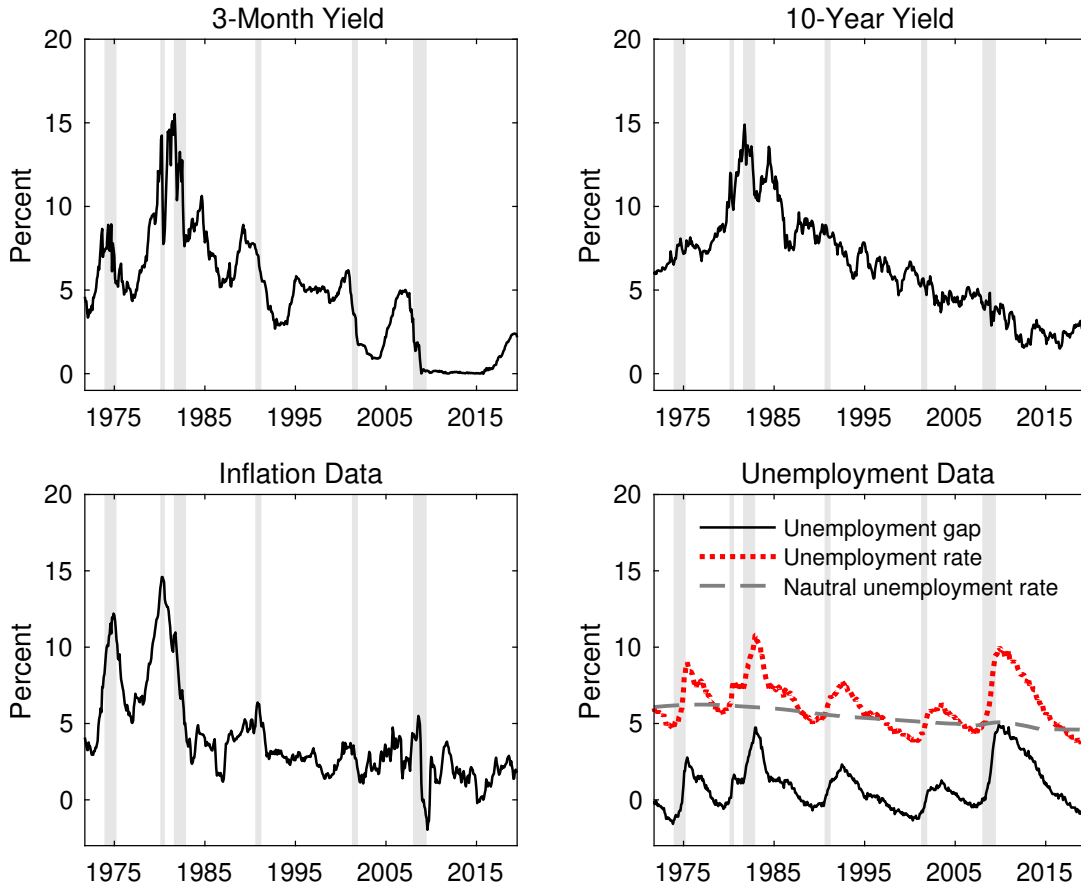 3-Month Yield
20
15
10
5
0
Percent
1975 1985 1995 2005 2015
10-Year Yield
20
15
10
5
0
Percent
1975 1985 1995 2005 2015
Inflation Data
20
15
10
5
0
Percent
1975 1985 1995 2005 2015
Unemployment Data
20
15
10
5
0
Percent
Unemployment gap
Unemployment rate
Nautral unemployment rate
1975 1985 1995 2005 2015